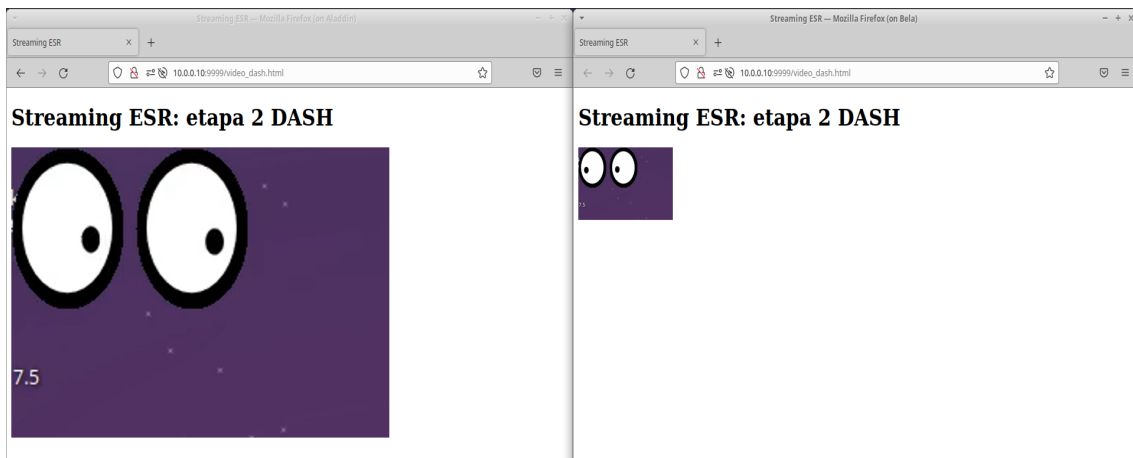 Streaming ESR — Mozilla Firefox (on Aladdin)
Streaming ESR
10.0.0.10:9999/video_dash.html
Streaming ESR: etapa 2 DASH
7.5
Streaming ESR — Mozilla Firefox (on Bela)
Streaming ESR
10.0.0.10:9999/video_dash.html
Streaming ESR: etapa 2 DASH
7.5